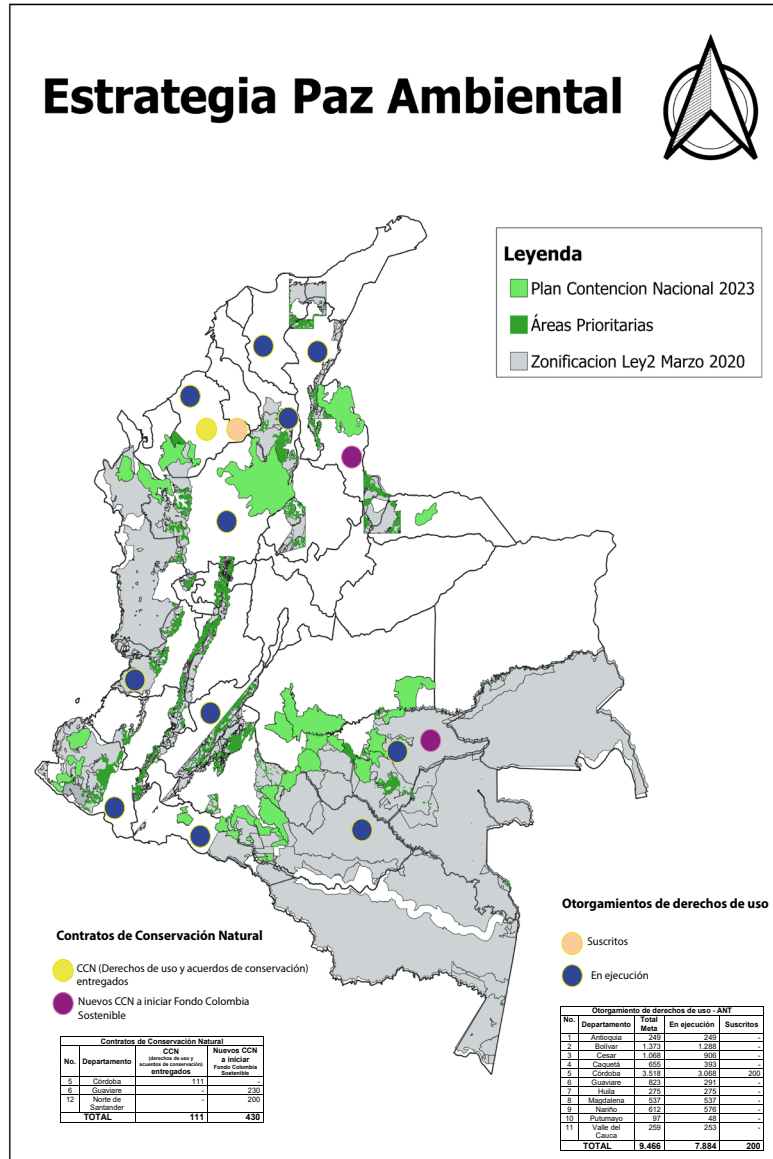 Estrategia Paz Ambiental
Leyenda
Plan Contencion Nacional 2023
Áreas Prioritarias
Zonificacion Ley2 Marzo 2020
Contratos de Conservación Natural
CCN (Derechos de uso y acuerdos de conservación)
entregados
Nuevos CCN a iniciar Fondo Colombia
Sostenible
Contratos de Conservación Natural
No. Departamento CCN (derechos de uso y acuerdos de conservación) entregados Nuevos CCN a iniciar Fondo Colombia Sostenible
5 Córdoba 111 -
6 Guaviare - 230
12 Norte de Santander - 200
TOTAL 111 430
Otorgamientos de derechos de uso
Suscritos
En ejecución
Otorgamiento de derechos de uso - ANT
No. Departamento Total Meta En ejecución Suscritos
1 Antioquia 249 249 -
2 Bolívar 1.373 1.288 -
3 Cesar 1.068 906 -
4 Caquetá 655 393 -
5 Córdoba 3.518 3.068 200
6 Guaviare 823 291 -
7 Huila 275 275 -
8 Magdalena 537 537 -
9 Nariño 612 576 -
10 Putumayo 97 48 -
11 Valle del Cauca 259 253 -
TOTAL 9.466 7.884 200